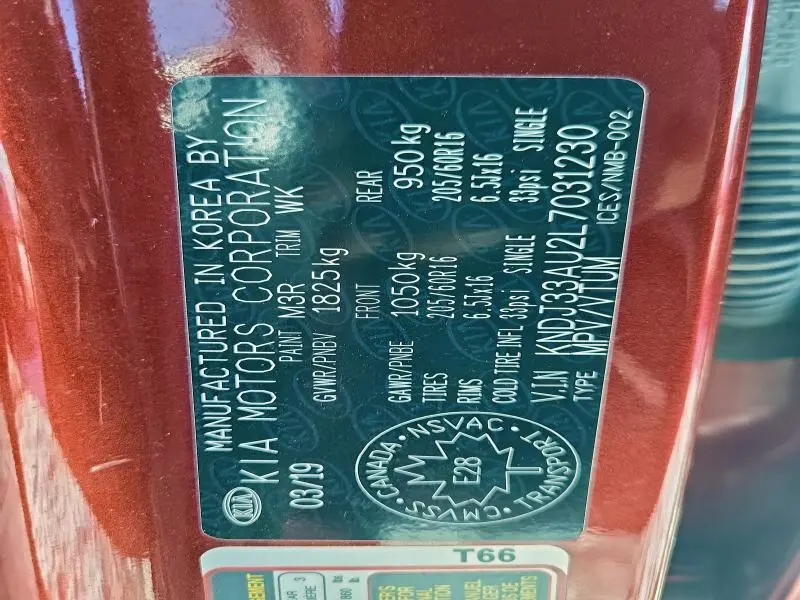 KIA
MANUFACTURED IN KOREA BY
KIA MOTORS CORPORATION
03/19
PAINT M3R TRIM WK
GVWR/PNBV 1825kg
FRONT REAR
GAWR/PNBE 1050kg 950kg
TIRES 205/60R16 205/60R16
RIMS 6.5Jx16 6.5Jx16
COLD TIRE INFL 33psi SINGLE 33psi SINGLE
V.I.N KNDJ33AU2L7031230
TYPE MPV/VTUM ICES/NMB-002
CANADA • NSVAC • TRANSPORT • CMVSS
E28
T66